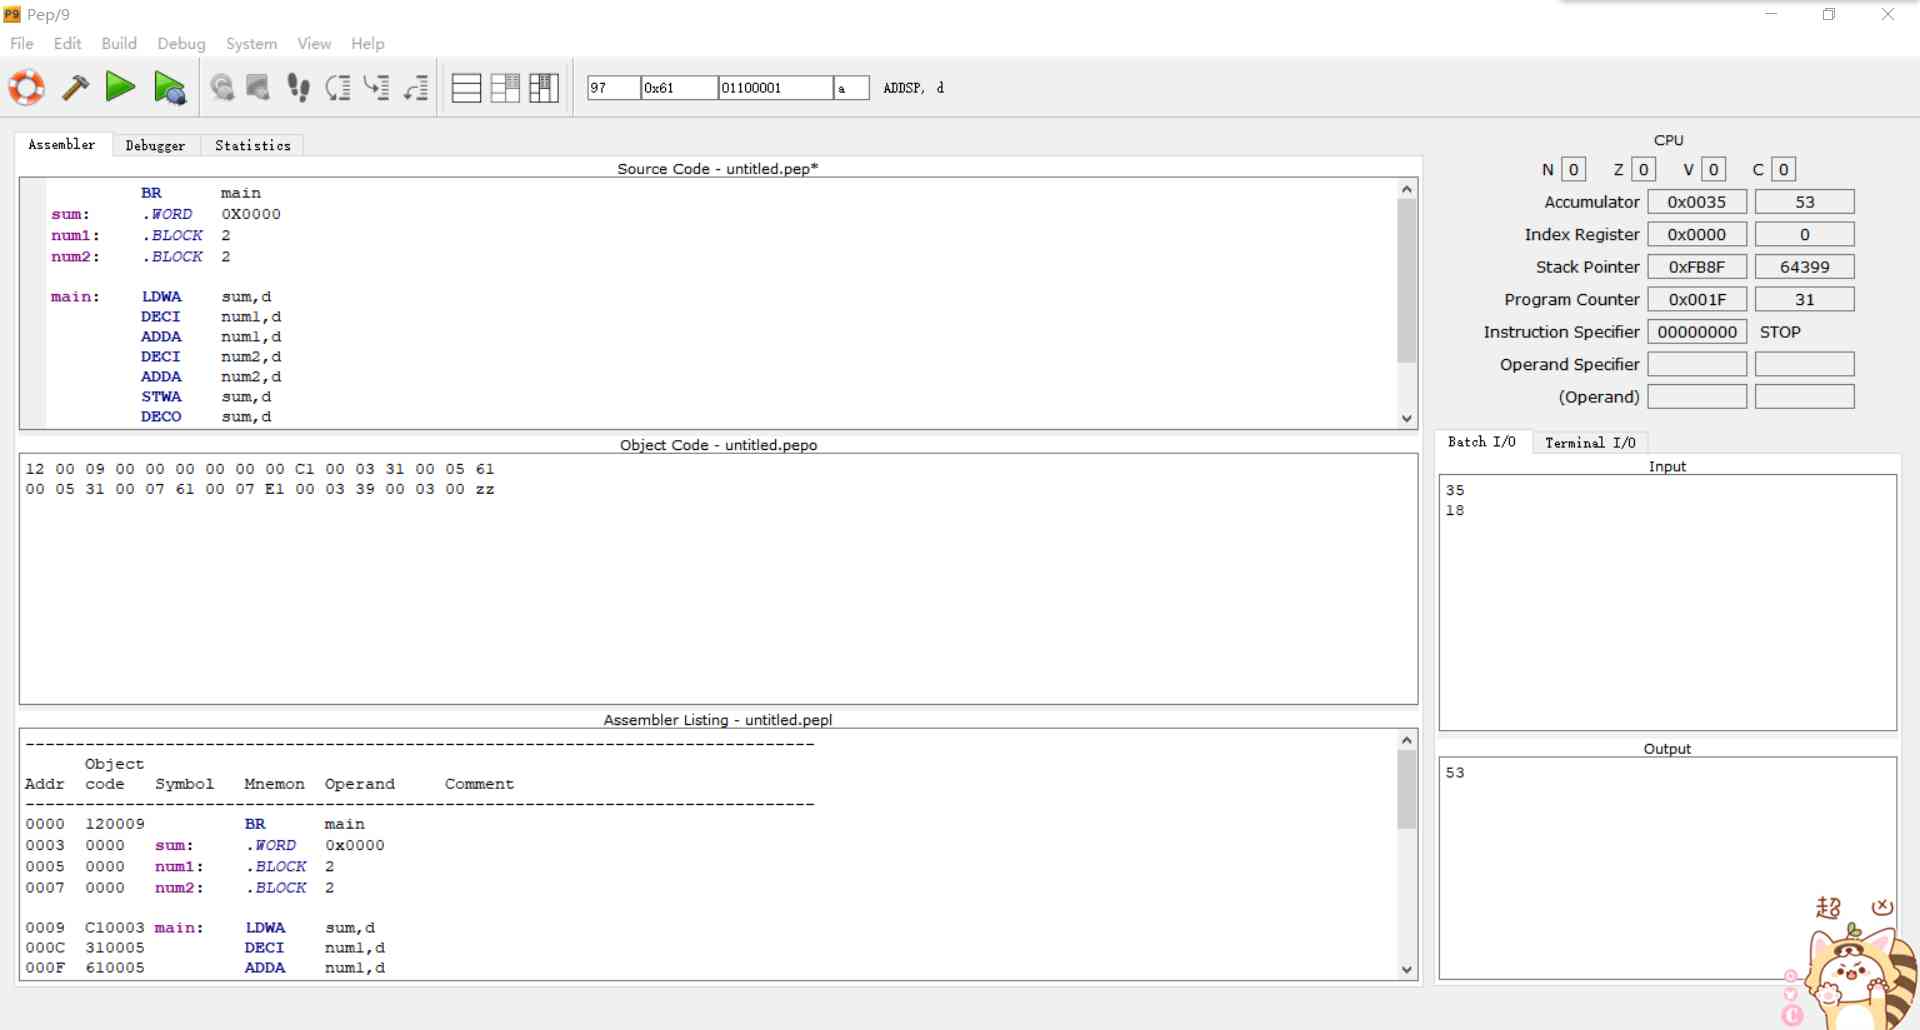 Pep/9
File Edit Build Debug System View Help
97 0x61 01100001 a ADDSP, d
Assembler Debugger Statistics
Source Code - untitled.pep*
BR main
sum: .WORD 0X0000
num1: .BLOCK 2
num2: .BLOCK 2
main: LDWA sum,d
DECI num1,d
ADDA num1,d
DECI num2,d
ADDA num2,d
STWA sum,d
DECO sum,d
Object Code - untitled.pepo
12 00 09 00 00 00 00 00 00 C1 00 03 31 00 05 61
00 05 31 00 07 61 00 07 E1 00 03 39 00 03 00 zz
Assembler Listing - untitled.pepl
-------------------------------------------------------------------------------
Object
Addr code Symbol Mnemon Operand Comment
-------------------------------------------------------------------------------
0000 120009 BR main
0003 0000 sum: .WORD 0x0000
0005 0000 num1: .BLOCK 2
0007 0000 num2: .BLOCK 2
0009 C10003 main: LDWA sum,d
000C 310005 DECI num1,d
000F 610005 ADDA num1,d
CPU
N 0 Z 0 V 0 C 0
Accumulator 0x0035 53
Index Register 0x0000 0
Stack Pointer 0xFB8F 64399
Program Counter 0x001F 31
Instruction Specifier 00000000 STOP
Operand Specifier
(Operand)
Batch I/O Terminal I/O
Input
35
18
Output
53
超 凶